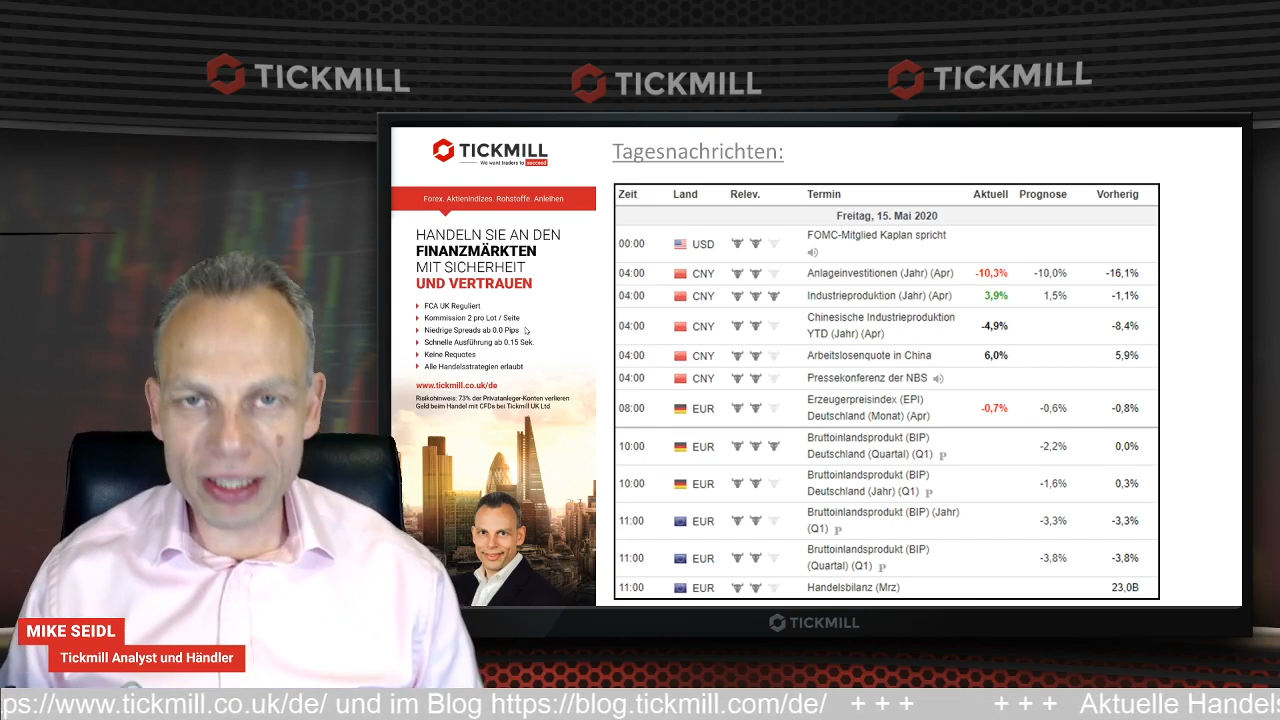 TICKMILL
TICKMILL
TICKMILL
TICKMILL
We want traders to succeed
Forex. Aktienindizes. Rohstoffe. Anleihen
HANDELN SIE AN DEN
FINANZMÄRKTEN
MIT SICHERHEIT
UND VERTRAUEN
FCA UK Reguliert
Kommission 2 pro Lot / Seite
Niedrige Spreads ab 0.0 Pips
Schnelle Ausführung ab 0.15 Sek.
Keine Requotes
Alle Handelsstrategien erlaubt
www.tickmill.co.uk/de
Risikohinweis: 73% der Privatanleger-Konten verlieren
Geld beim Handel mit CFDs bei Tickmill UK Ltd.
Tagesnachrichten:
Zeit Land Relev. Termin Aktuell Prognose Vorherig
Freitag, 15. Mai 2020
00:00 USD FOMC-Mitglied Kaplan spricht
04:00 CNY Anlageinvestitionen (Jahr) (Apr) -10,3% -10,0% -16,1%
04:00 CNY Industrieproduktion (Jahr) (Apr) 3,9% 1,5% -1,1%
04:00 CNY Chinesische Industrieproduktion
YTD (Jahr) (Apr) -4,9% -8,4%
04:00 CNY Arbeitslosenquote in China 6,0% 5,9%
04:00 CNY Pressekonferenz der NBS
08:00 EUR Erzeugerpreisindex (EPI)
Deutschland (Monat) (Apr) -0,7% -0,6% -0,8%
10:00 EUR Bruttoinlandsprodukt (BIP)
Deutschland (Quartal) (Q1) P -2,2% 0,0%
10:00 EUR Bruttoinlandsprodukt (BIP)
Deutschland (Jahr) (Q1) P -1,6% 0,3%
11:00 EUR Bruttoinlandsprodukt (BIP) (Jahr)
(Q1) P -3,3% -3,3%
11:00 EUR Bruttoinlandsprodukt (BIP)
(Quartal) (Q1) P -3,8% -3,8%
11:00 EUR Handelsbilanz (Mrz) 23,0B
TICKMILL
MIKE SEIDL
Tickmill Analyst und Händler
ps://www.tickmill.co.uk/de/ und im Blog https://blog.tickmill.com/de/ + + + + + + Aktuelle Handels